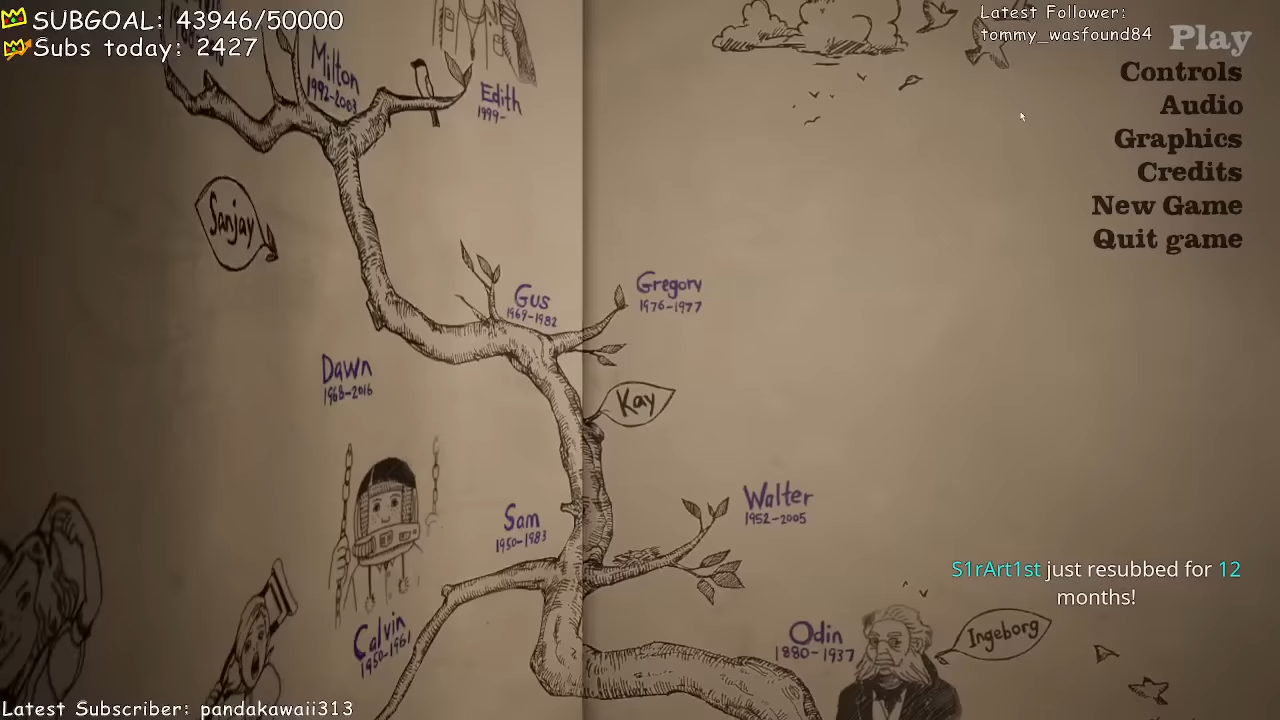 SUBGOAL: 43946/50000
Subs today: 2427
Latest Follower:
tommy_wasfound84
Play
Controls
Audio
Graphics
Credits
New Game
Quit game
Milton
1992-2003
Edith
1999-
Sanjay
Gus
1969-1982
Gregory
1976-1977
Dawn
1968-2016
Kay
Sam
1950-1983
Walter
1952-2005
Calvin
1950-1961
Odin
1880-1937
Ingeborg
S1rArt1st just resubbed for 12
months!
Latest Subscriber: pandakawaii313